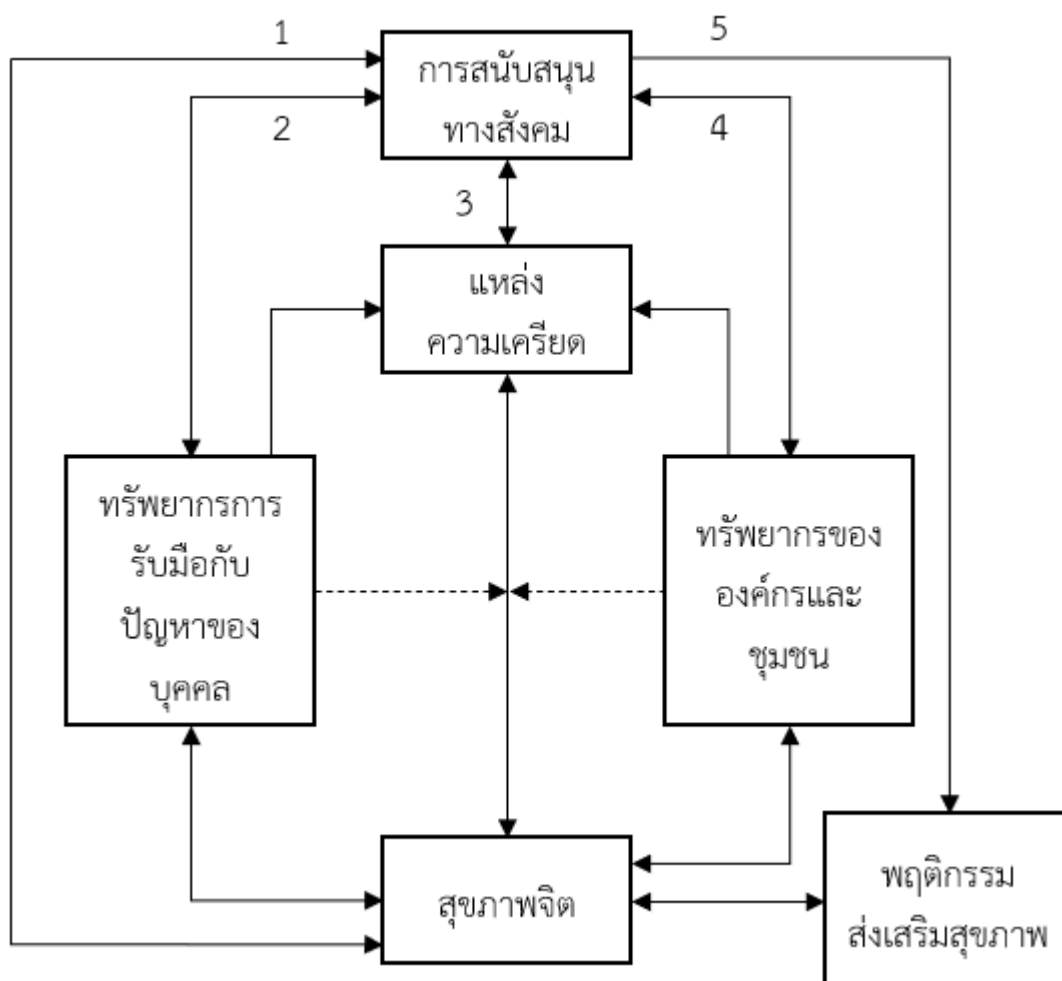 1
5
การสนับสนุน
ทางสังคม
2
4
3
แหล่ง
ความเครียด
ทรัพยากรการ
รับมือกับ
ปัญหาของ
บุคคล
ทรัพยากรของ
องค์กรและ
ชุมชน
สุขภาพจิต
พฤติกรรม
ส่งเสริมสุขภาพ